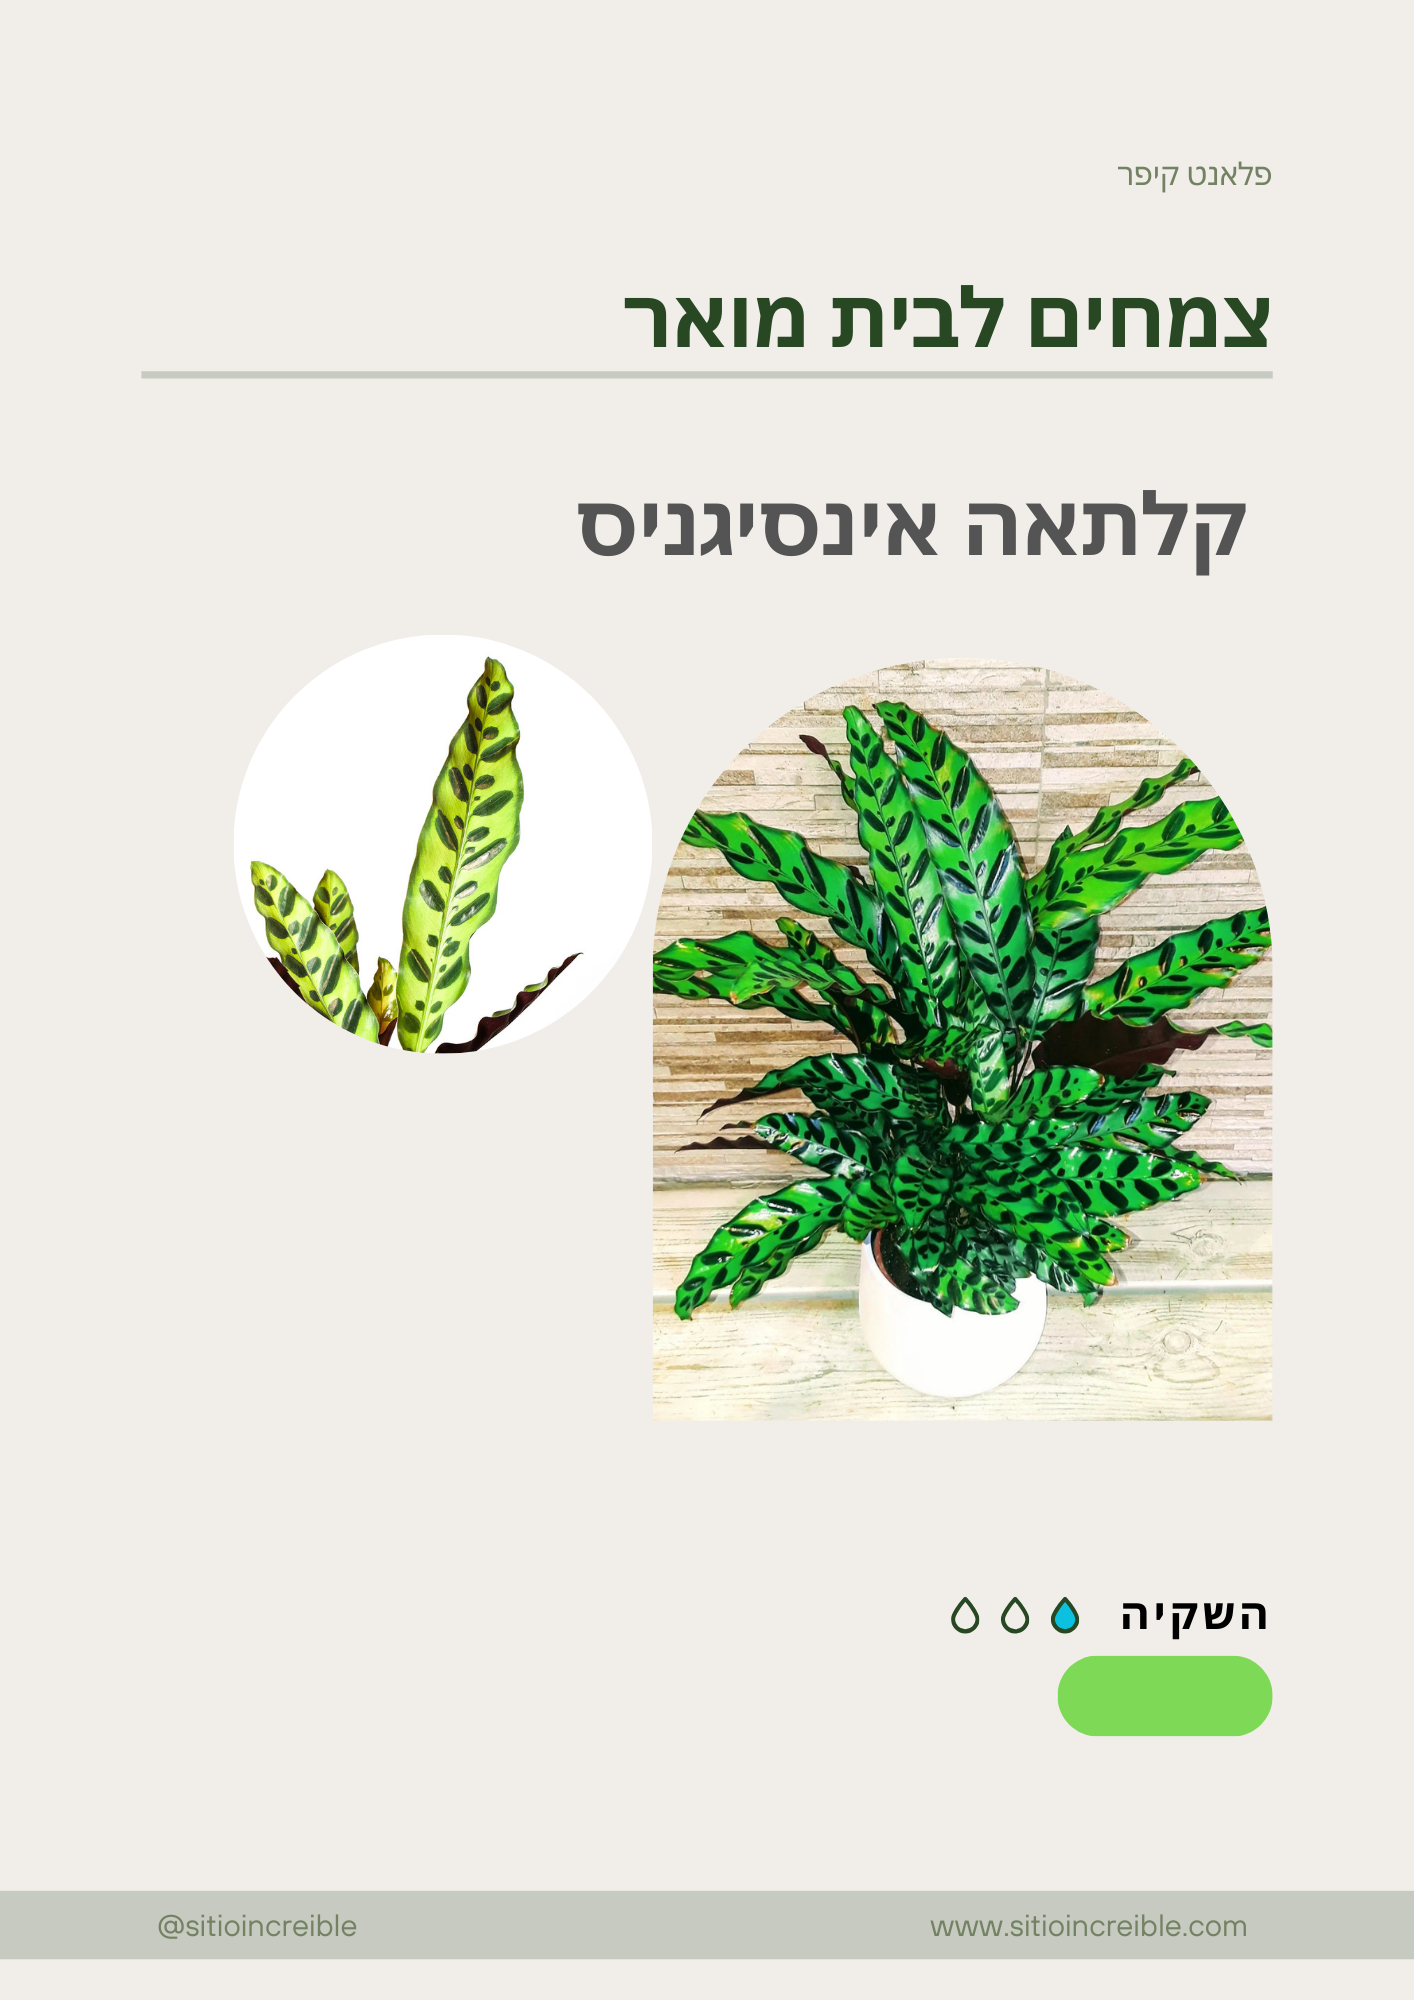 פלאנט קיפר
צמחים לבית מואר
קלתאה אינסיגניס
השקיה
@sitioincreible
www.sitioincreible.com